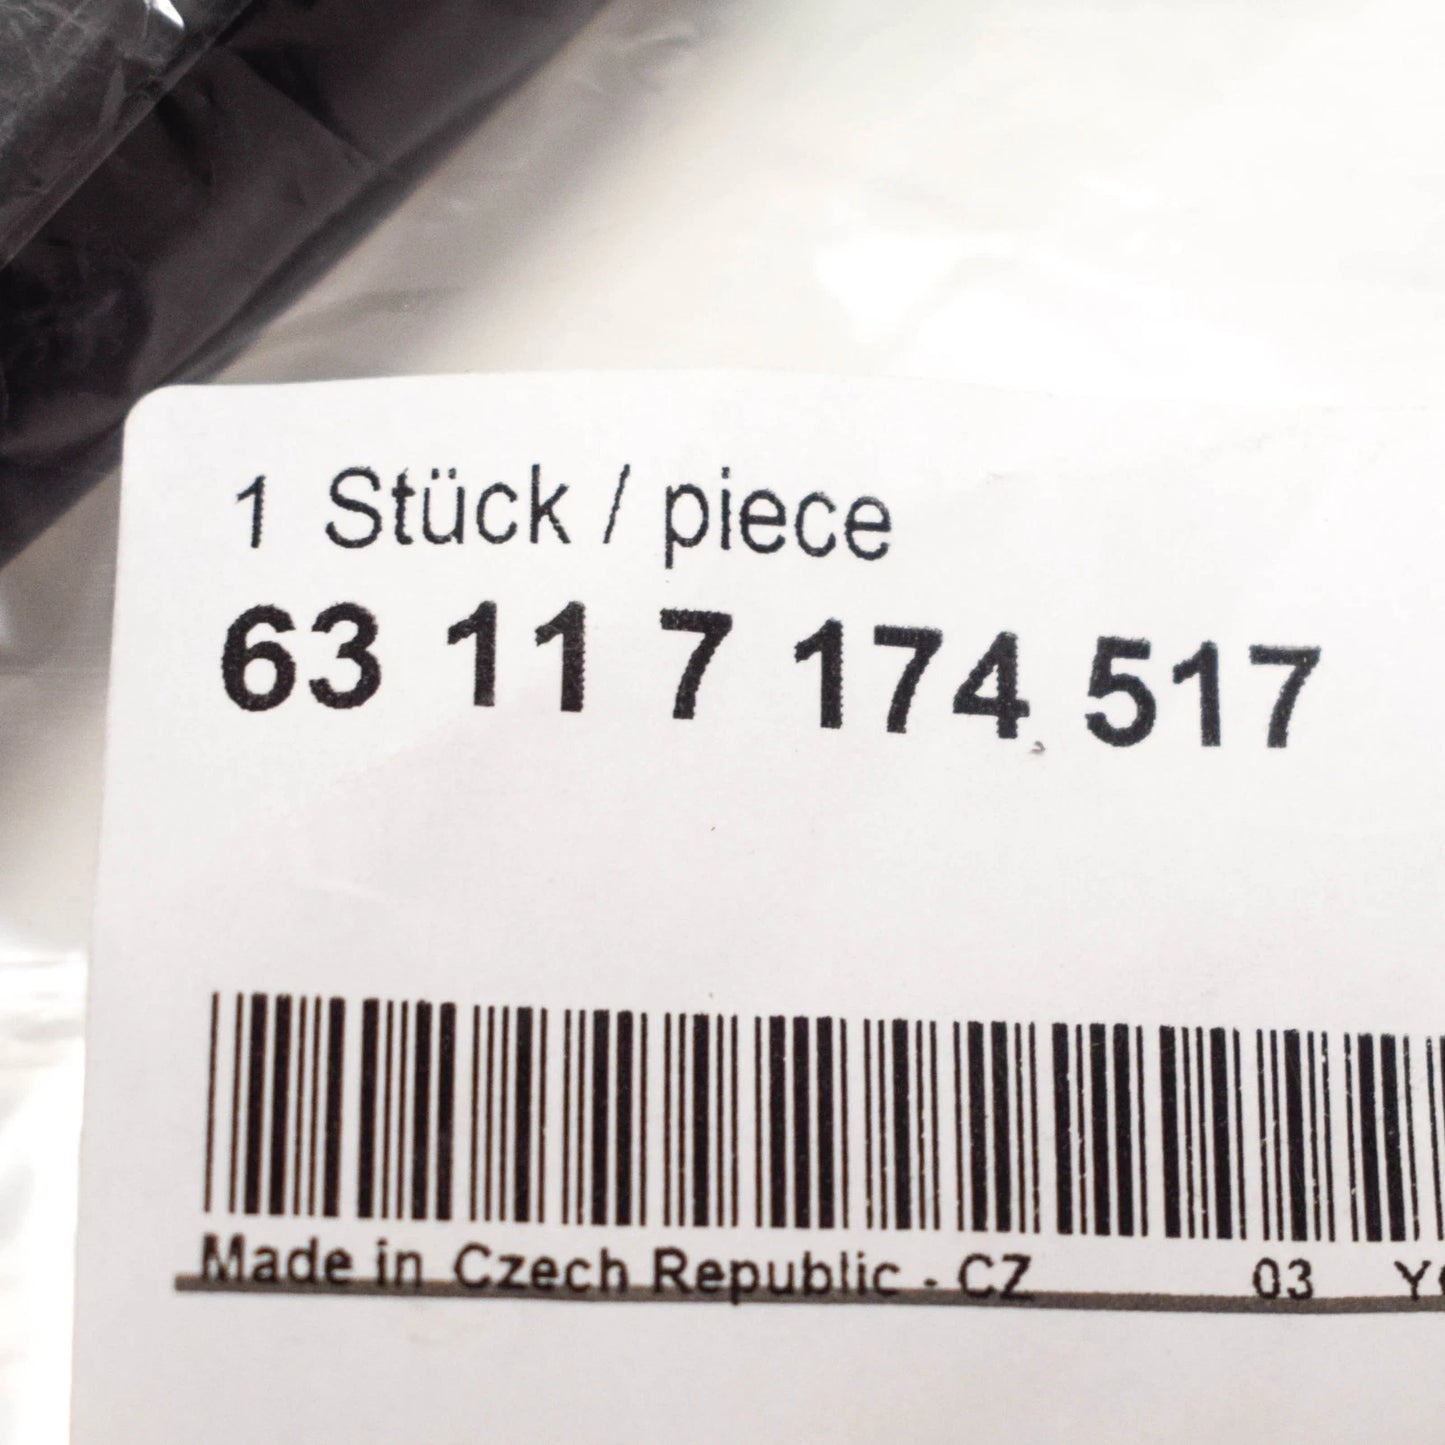 1 Stück / piece
63 11 7 174 517
Made in Czech Republic - CZ 03